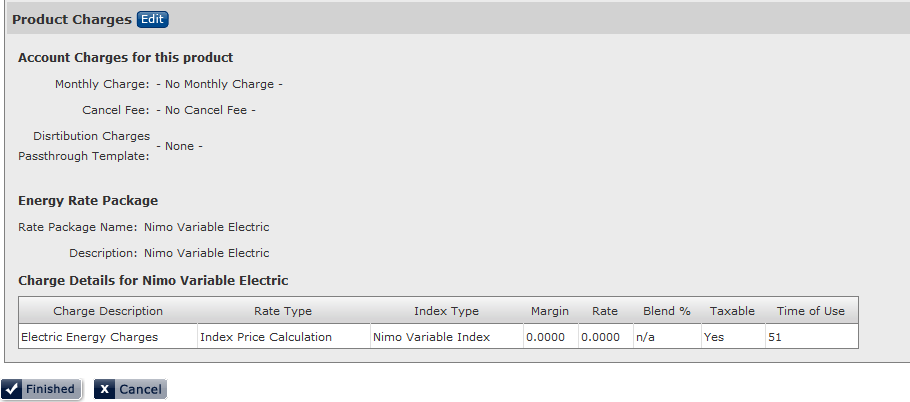 Product Charges Edit
Account Charges for this product
Monthly Charge: - No Monthly Charge -
Cancel Fee: - No Cancel Fee -
Disrtibution Charges
Passthrough Template: - None -
Energy Rate Package
Rate Package Name: Nimo Variable Electric
Description: Nimo Variable Electric
Charge Details for Nimo Variable Electric
Charge Description Rate Type Index Type Margin Rate Blend % Taxable Time of Use
Electric Energy Charges Index Price Calculation Nimo Variable Index 0.0000 0.0000 n/a Yes 51
Finished X Cancel